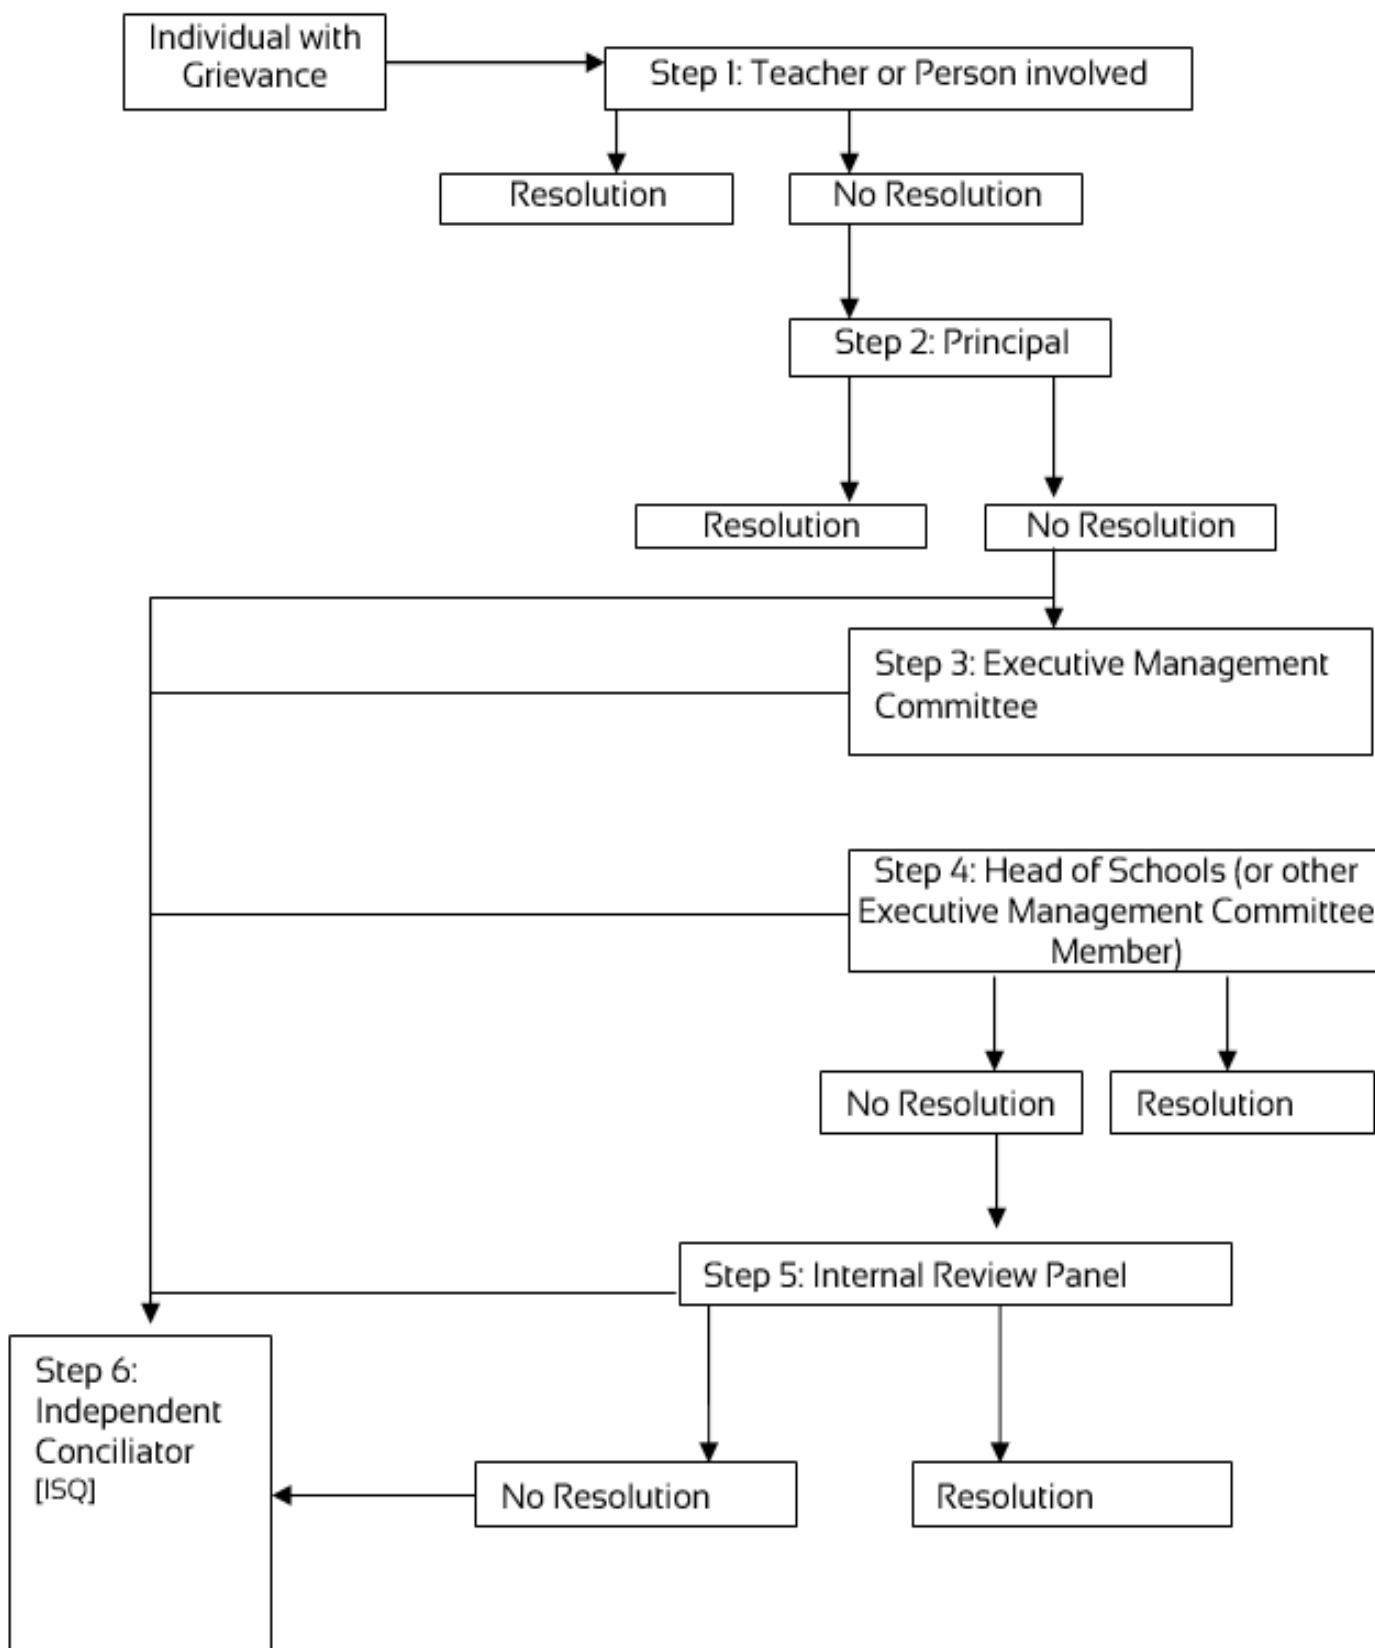 Individual with
Grievance
Step 1: Teacher or Person involved
Resolution
No Resolution
Step 2: Principal
Resolution
No Resolution
Step 3: Executive Management
Committee
Step 4: Head of Schools (or other
Executive Management Committee
Member)
No Resolution
Resolution
Step 5: Internal Review Panel
Step 6:
Independent
Conciliator
[ISQ]
No Resolution
Resolution